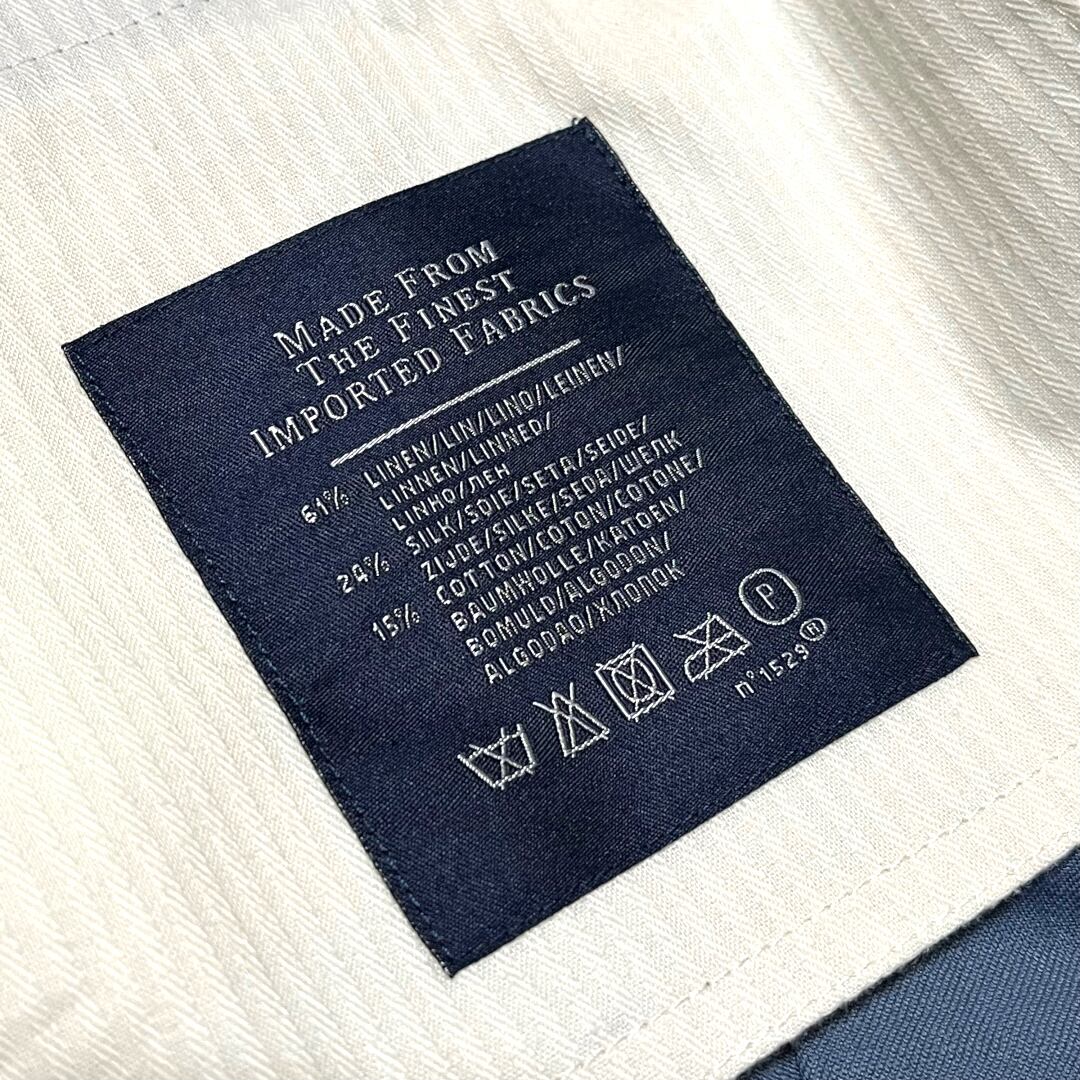 MADE FROM
THE FINEST
IMPORTED FABRICS
61% LINEN/LIN/LINO/LEINEN/
LINNEN/LINNED/
LINHO/ЛЕН
24% SILK/SOIE/SETA/SEIDE/
ZIJDE/SILKE/SEDA/ШЕЛК
15% COTTON/COTON/COTONE/
BAUMWOLLE/KATOEN/
BOMULD/ALGODON/
ALGODAO/ХЛОПОК
P
n°1529®